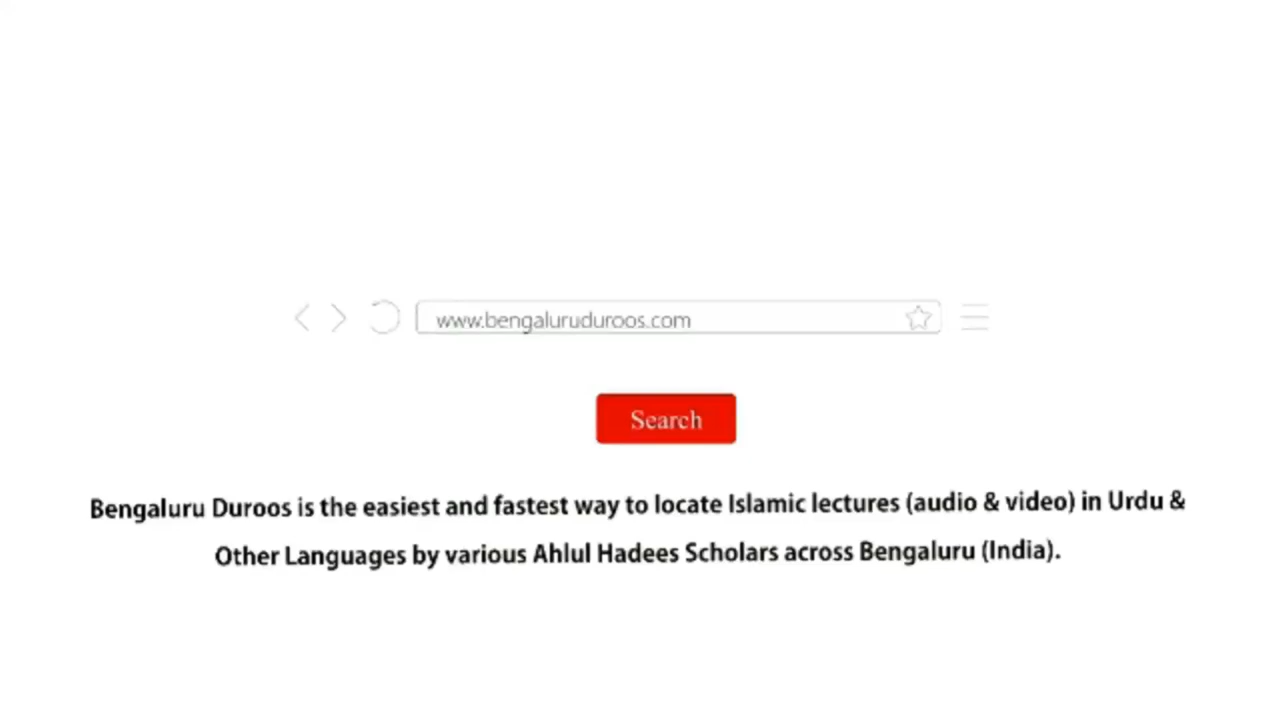 www.bengaluruduroos.com
Search
Bengaluru Duroos is the easiest and fastest way to locate Islamic lectures (audio & video) in Urdu &
Other Languages by various Ahlul Hadees Scholars across Bengaluru (India).